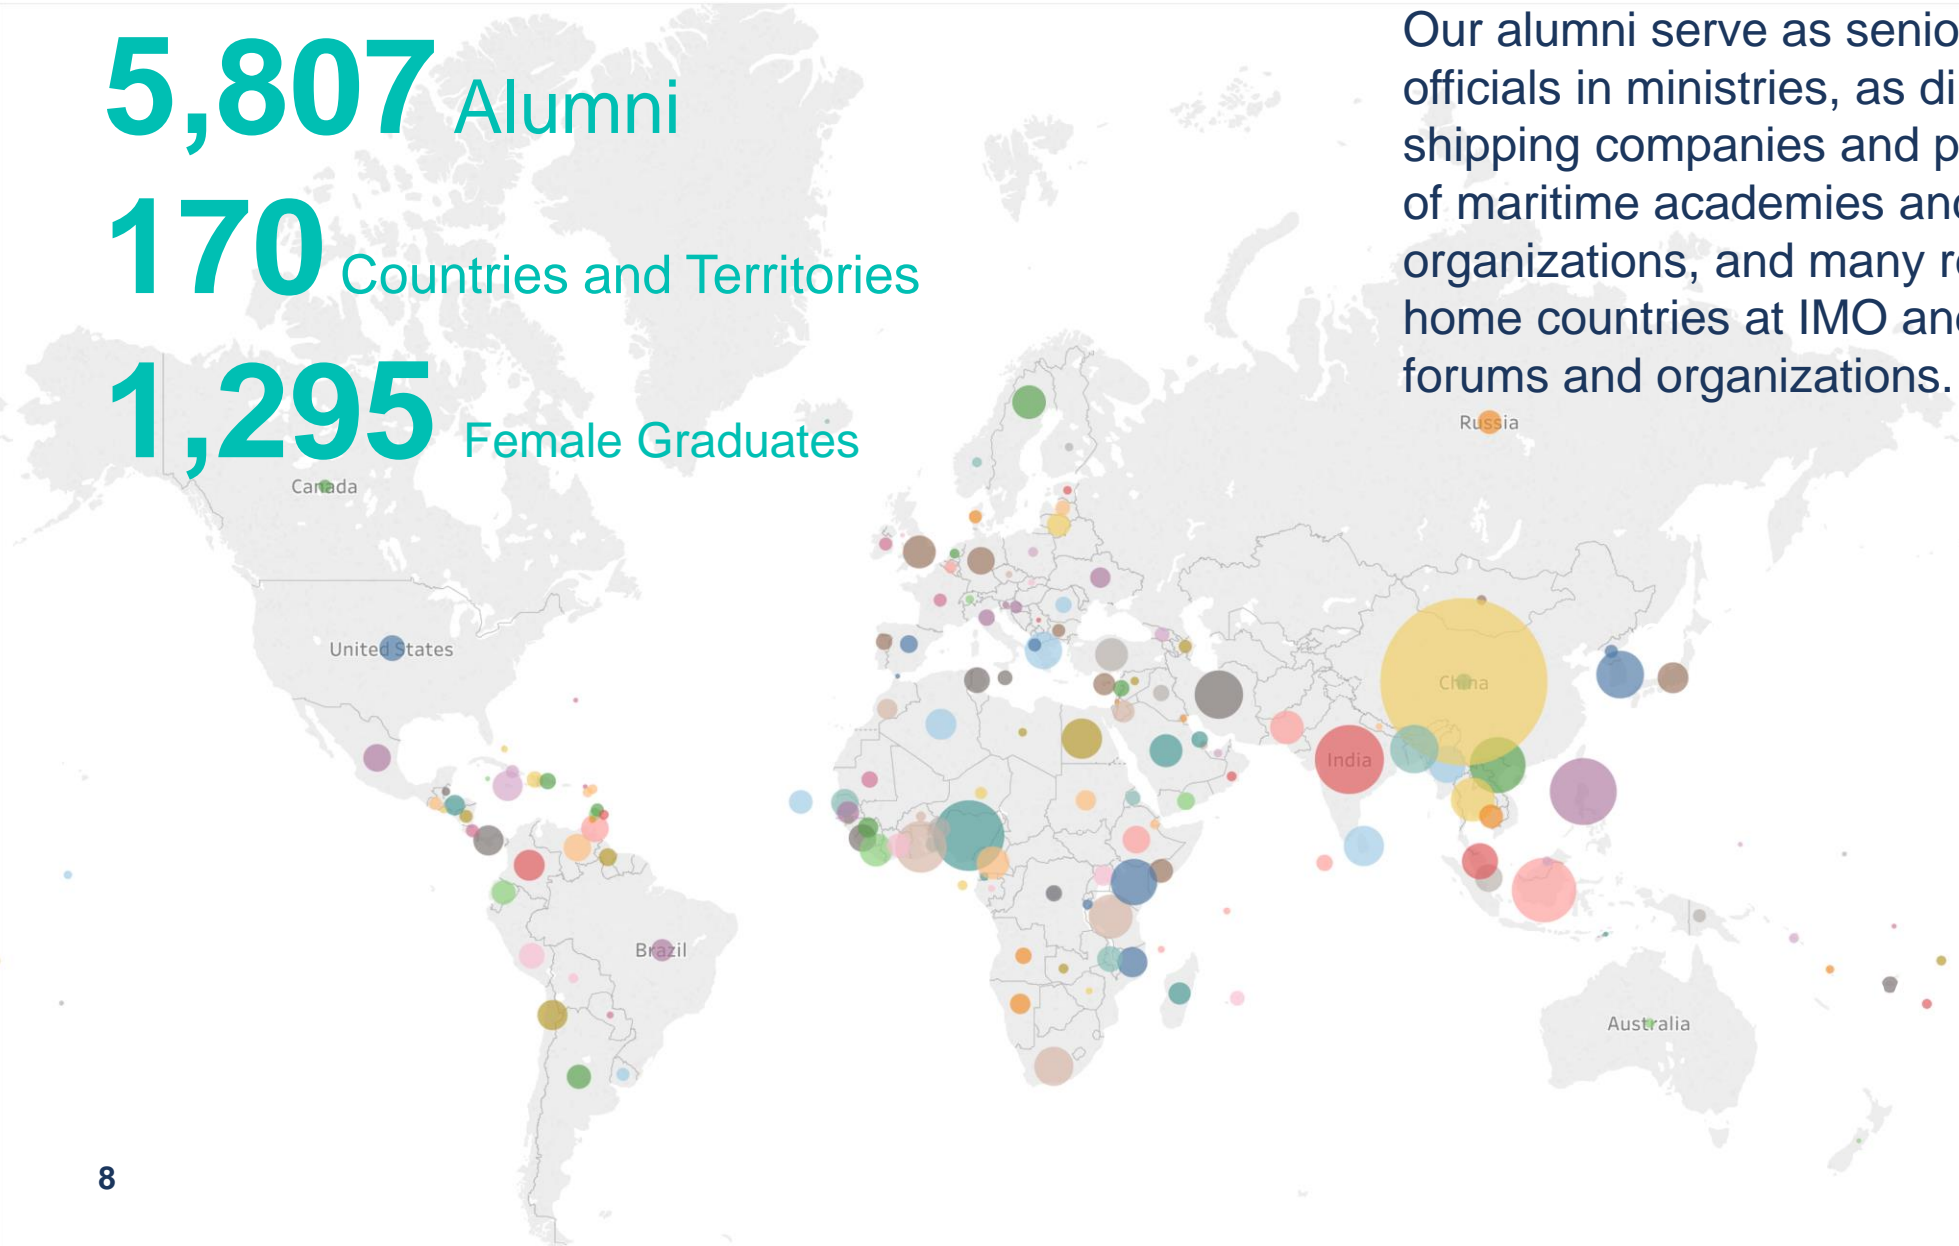 5,807 Alumni
170 Countries and Territories
1,295 Female Graduates
Our alumni serve as senio
officials in ministries, as di
shipping companies and p
of maritime academies and
organizations, and many re
home countries at IMO and
forums and organizations.
Russia
Canada
United States
China
India
Brazil
Australia
8